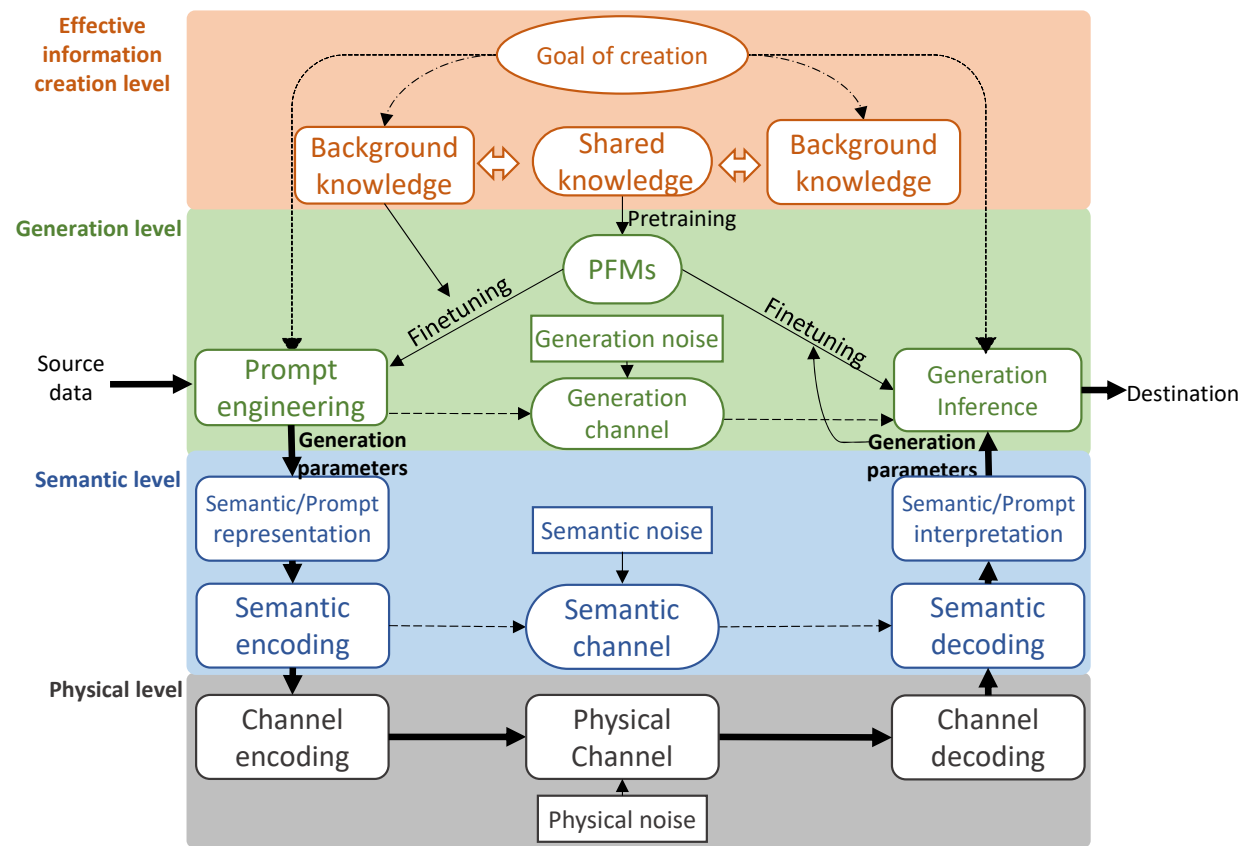 Effective
information
creation level
Goal of creation
Background
knowledge
Shared
knowledge
Background
knowledge
Generation level
Pretraining
PFMs
Finetuning
Finetuning
Generation noise
Source
data
Prompt
engineering
Generation
channel
Generation
Inference
Destination
Generation
parameters
Generation
parameters
Semantic level
Semantic/Prompt
representation
Semantic noise
Semantic/Prompt
interpretation
Semantic
encoding
Semantic
channel
Semantic
decoding
Physical level
Channel
encoding
Physical
Channel
Channel
decoding
Physical noise